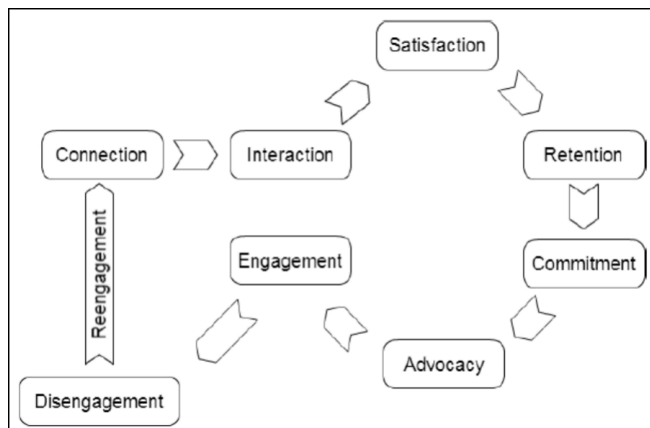 Satisfaction
Connection
Interaction
Retention
Engagement
Commitment
Reengagement
Advocacy
Disengagement